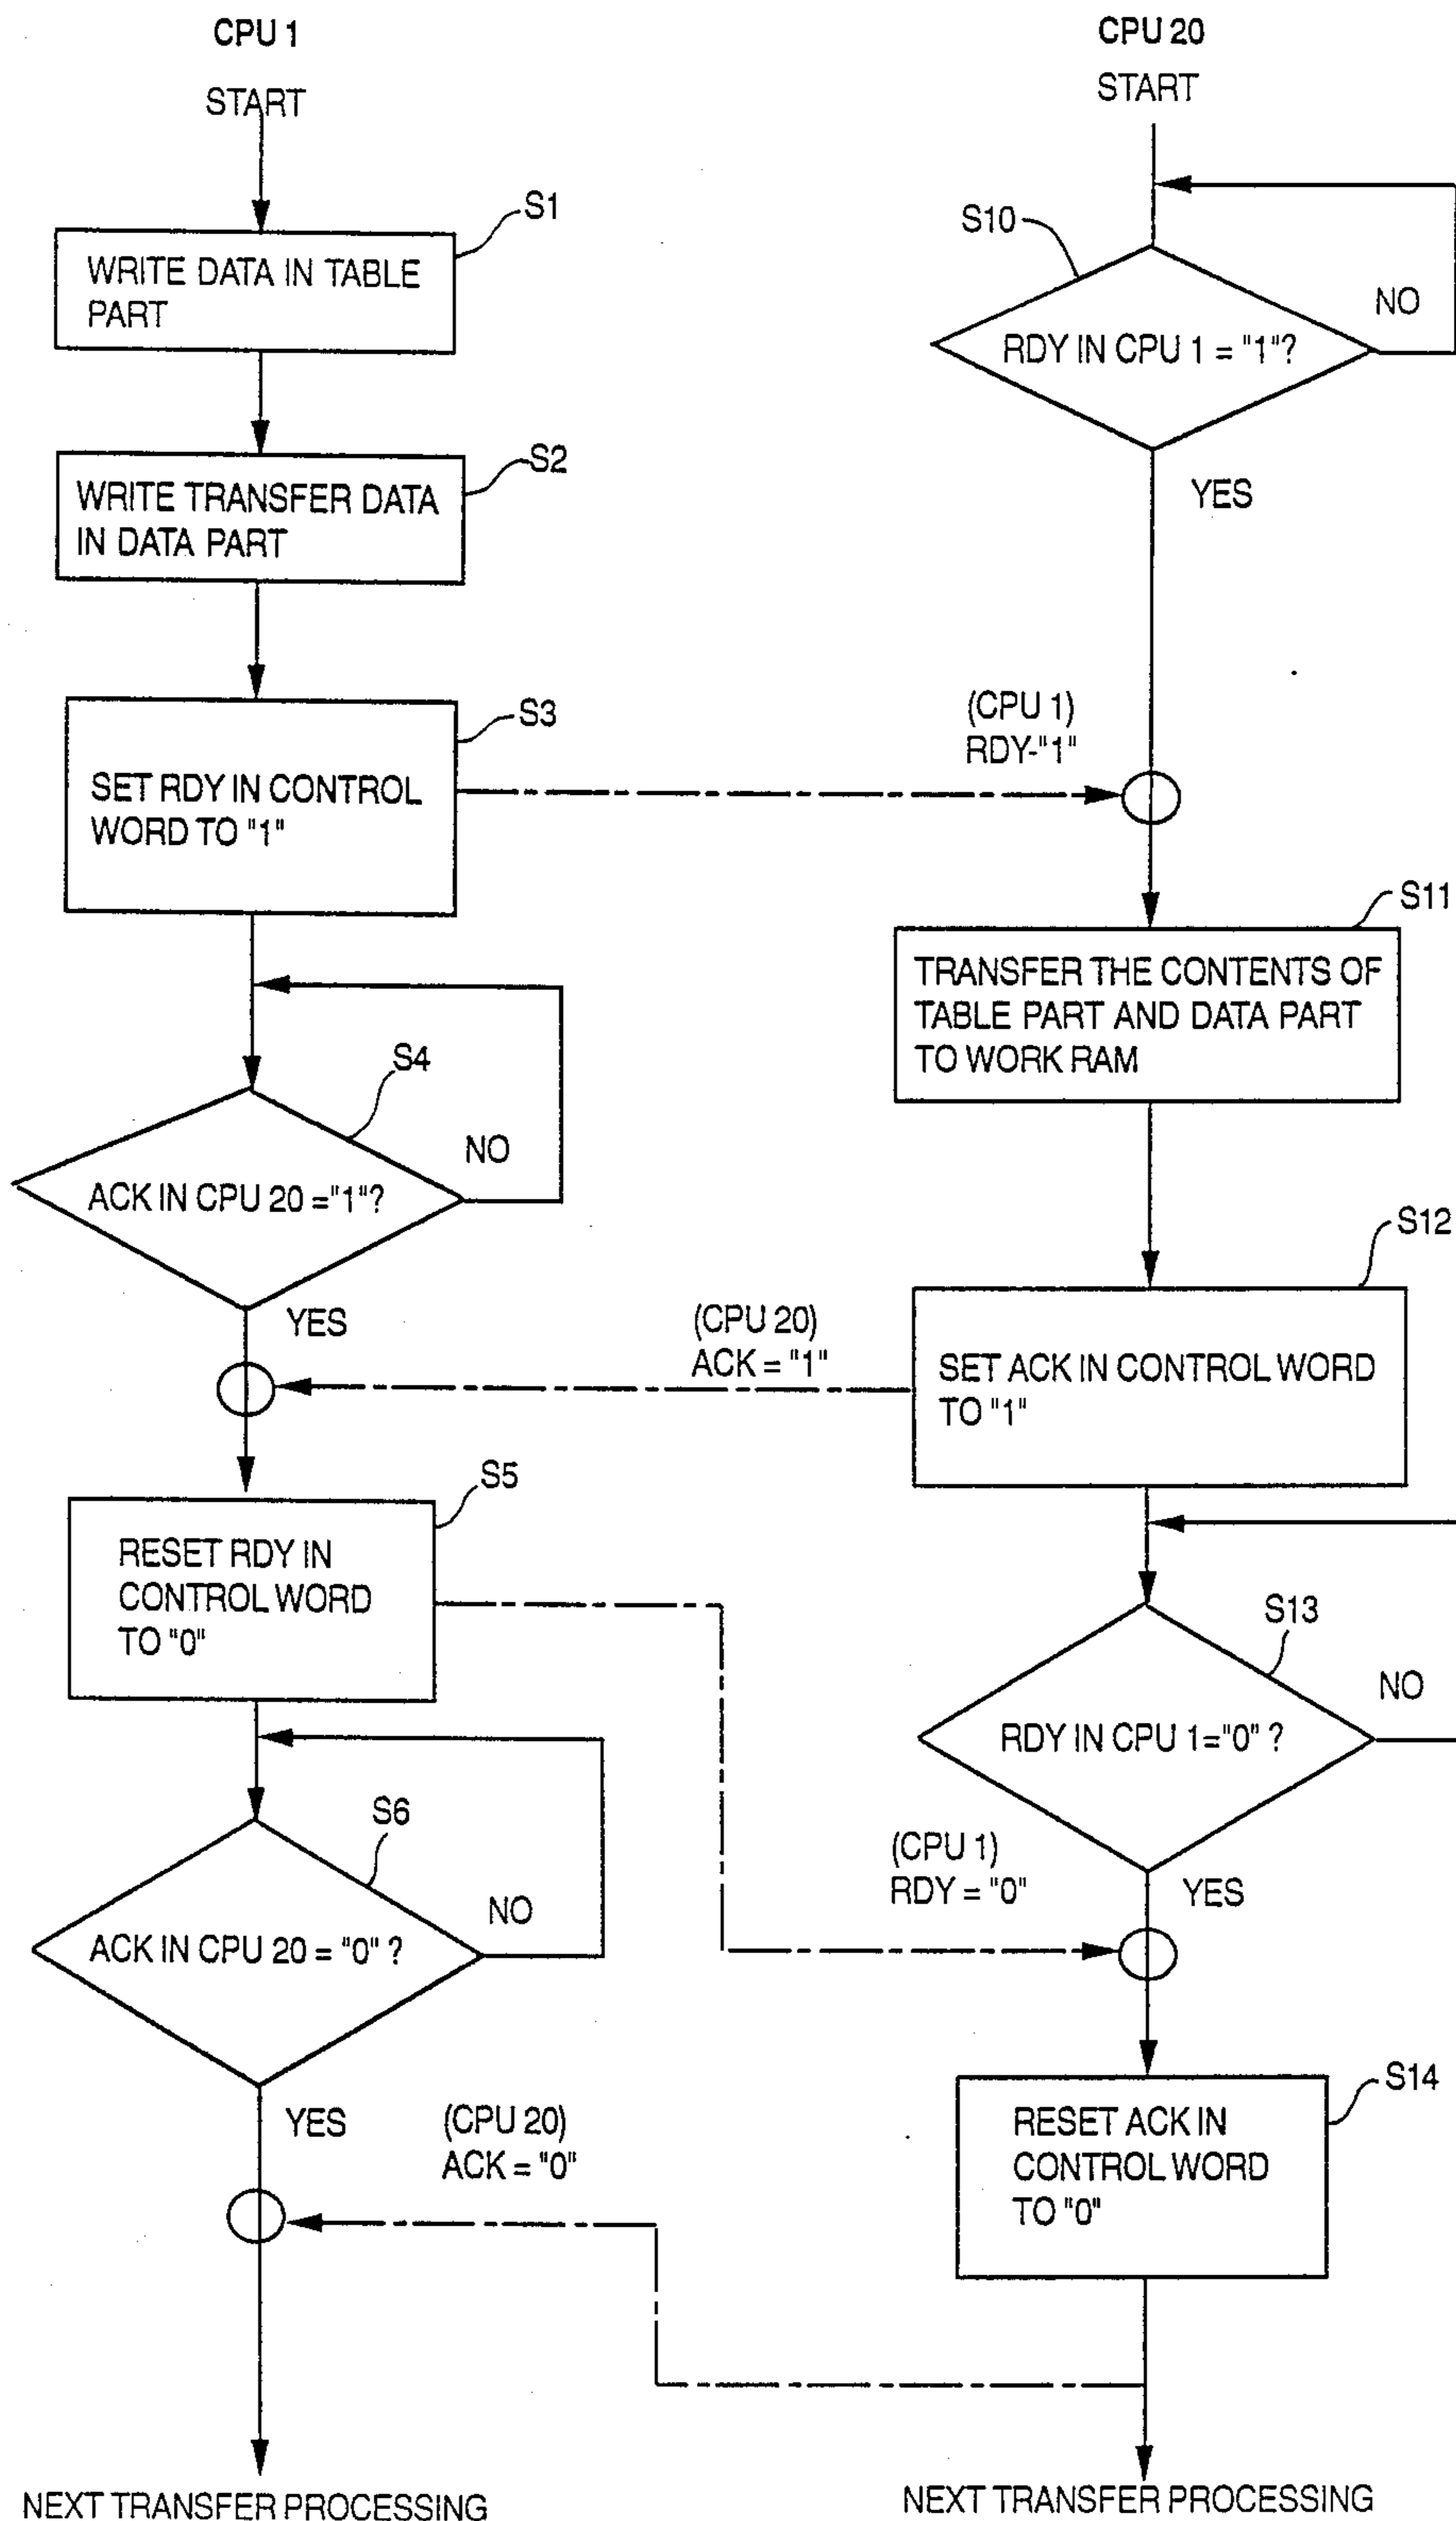 CPU 1
START
S1
WRITE DATA IN TABLE
PART
S2
WRITE TRANSFER DATA
IN DATA PART
S3
SET RDY IN CONTROL
WORD TO "1"
S4
NO
ACK IN CPU 20 ="1"?
YES
S5
RESET RDY IN
CONTROL WORD
TO "0"
S6
NO
ACK IN CPU 20 = "0" ?
YES
(CPU 20)
ACK = "0"
NEXT TRANSFER PROCESSING
CPU 20
START
S10
NO
RDY IN CPU 1 = "1"?
YES
(CPU 1)
RDY-"1"
S11
TRANSFER THE CONTENTS OF
TABLE PART AND DATA PART
TO WORK RAM
S12
(CPU 20)
ACK = "1"
SET ACK IN CONTROL WORD
TO "1"
S13
NO
RDY IN CPU 1="0" ?
(CPU 1)
RDY = "0"
YES
S14
RESET ACK IN
CONTROL WORD
TO "0"
NEXT TRANSFER PROCESSING